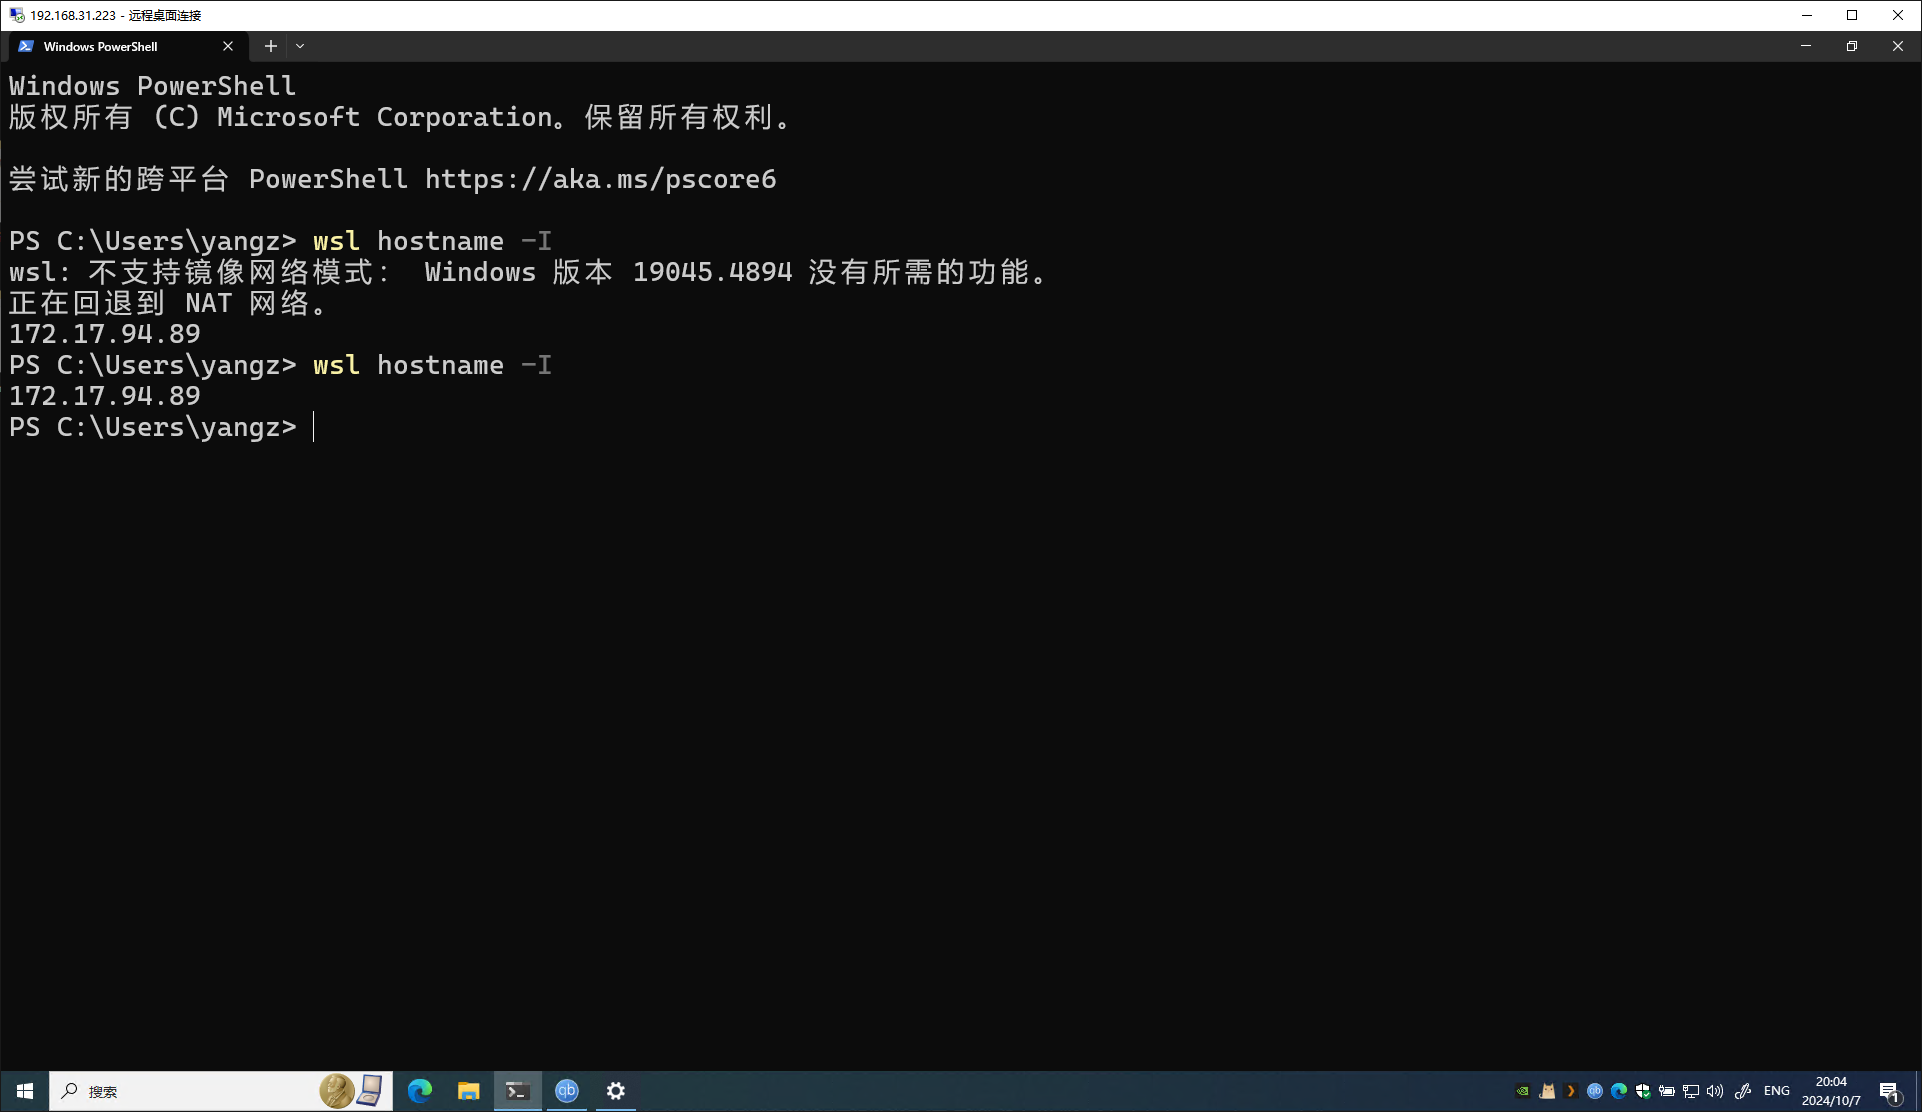 192.168.31.223 - 远程桌面连接
Windows PowerShell
Windows PowerShell
版权所有 (C) Microsoft Corporation。保留所有权利。
尝试新的跨平台 PowerShell https://aka.ms/pscore6
PS C:\Users\yangz> wsl hostname -I
wsl: 不支持镜像网络模式： Windows 版本 19045.4894 没有所需的功能。
正在回退到 NAT 网络。
172.17.94.89
PS C:\Users\yangz> wsl hostname -I
172.17.94.89
PS C:\Users\yangz>
搜索
qb
qb
ENG
20:04
2024/10/7
1